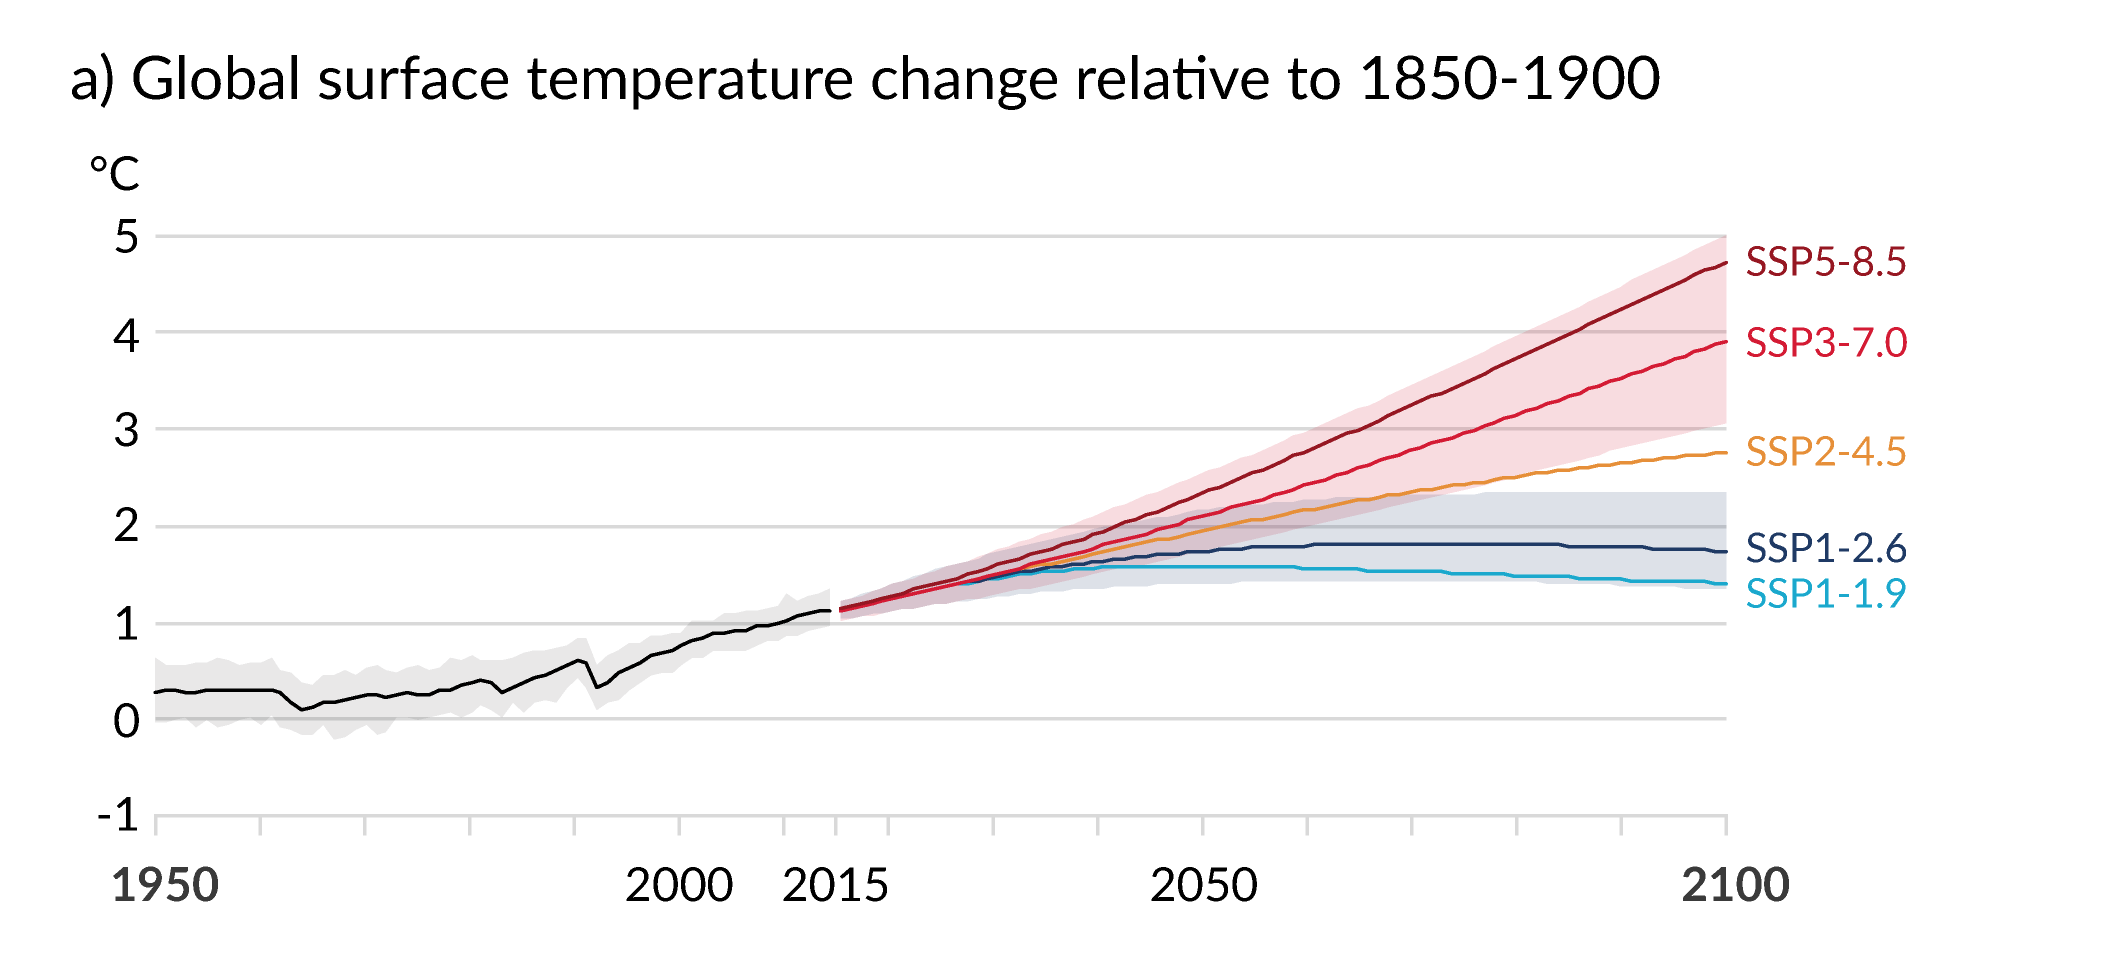 a) Global surface temperature change relative to 1850-1900
°C
5
SSP5-8.5
4
SSP3-7.0
3
SSP2-4.5
2
SSP1-2.6
SSP1-1.9
1
0
-1
1950 2000 2015 2050 2100